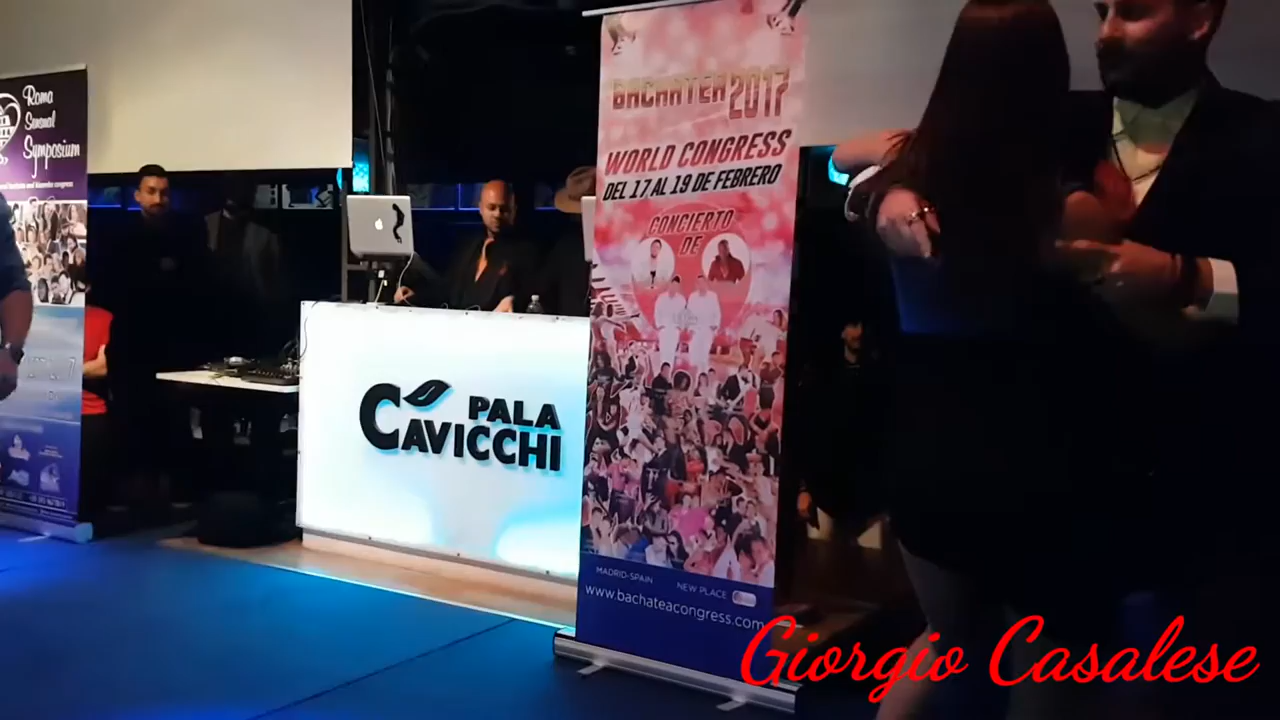 Roma
Sensual
Symposium
BACHATEA 2017
WORLD CONGRESS
DEL 17 AL 19 DE FEBRERO
CONCIERTO
DE
PALA
CAVICCHI
MADRID-SPAIN
NEW PLACE
www.bachateacongress.com
Giorgio Casalese